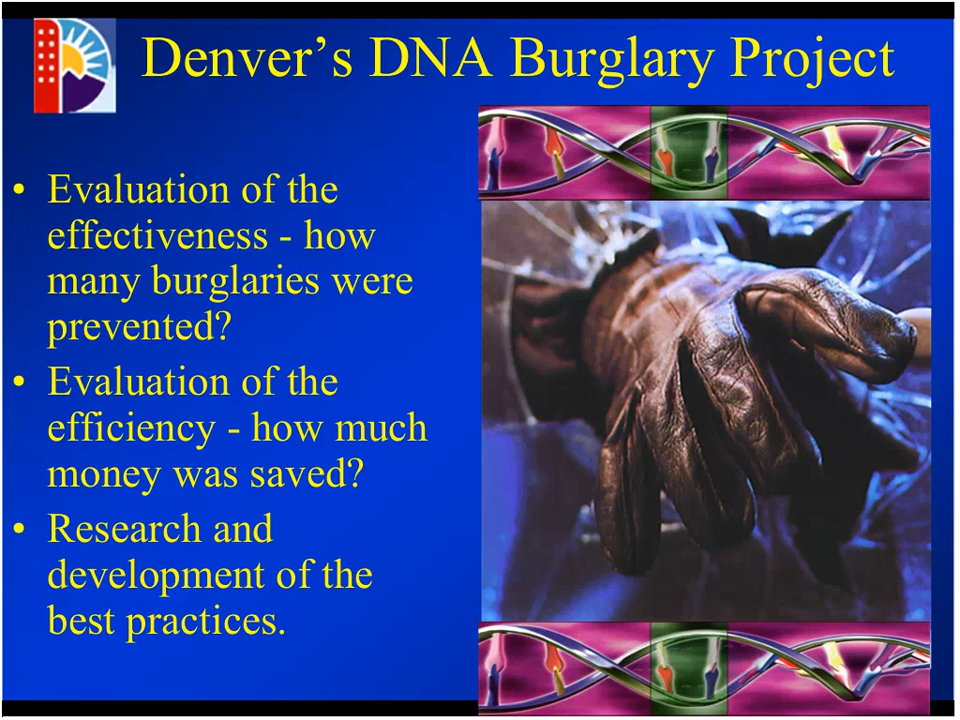 Denver’s DNA Burglary Project
• Evaluation of the
effectiveness - how
many burglaries were
prevented?
• Evaluation of the
efficiency - how much
money was saved?
• Research and
development of the
best practices.